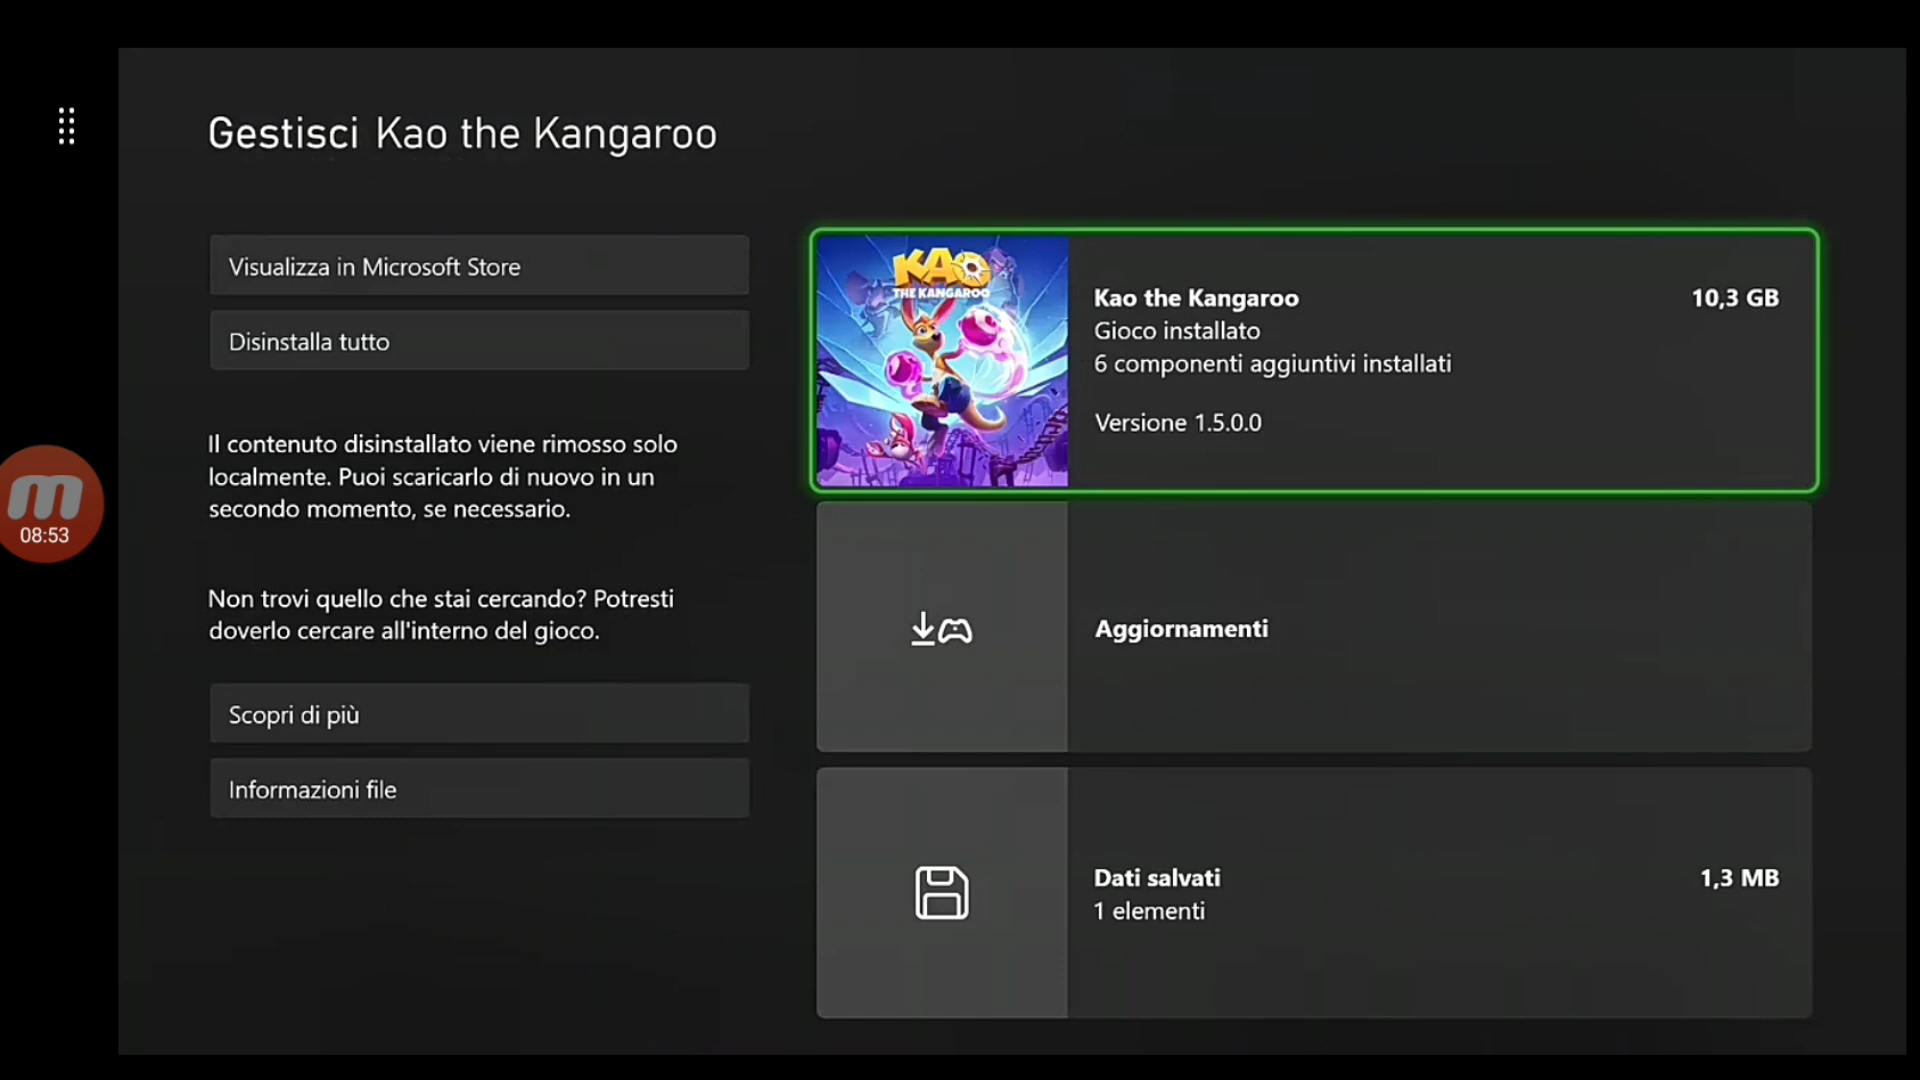 Gestisci Kao the Kangaroo
Visualizza in Microsoft Store
Disinstalla tutto
Il contenuto disinstallato viene rimosso solo
localmente. Puoi scaricarlo di nuovo in un
secondo momento, se necessario.
Non trovi quello che stai cercando? Potresti
doverlo cercare all'interno del gioco.
Scopri di più
Informazioni file
KAO
THE KANGAROO
Kao the Kangaroo
10,3 GB
Gioco installato
6 componenti aggiuntivi installati
Versione 1.5.0.0
Aggiornamenti
Dati salvati
1,3 MB
1 elementi
m
08:53